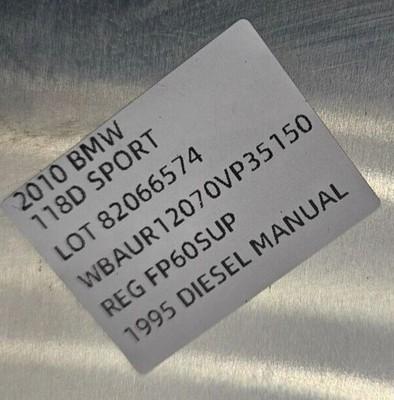 2010 BMW
118D SPORT
LOT 82066574
WBAUR12070VP35150
REG FP60SUP
1995 DIESEL MANUAL